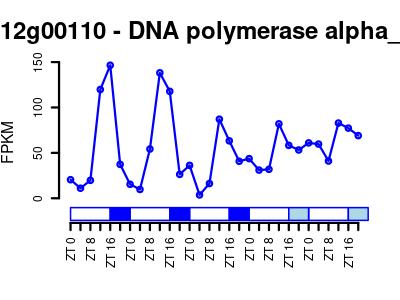 12g00110 - DNA polymerase alpha_
FPKM
150
100
50
0
ZT 0
ZT 8
ZT 16
ZT 0
ZT 8
ZT 16
ZT 0
ZT 8
ZT 16
ZT 0
ZT 8
ZT 16
ZT 0
ZT 8
ZT 16